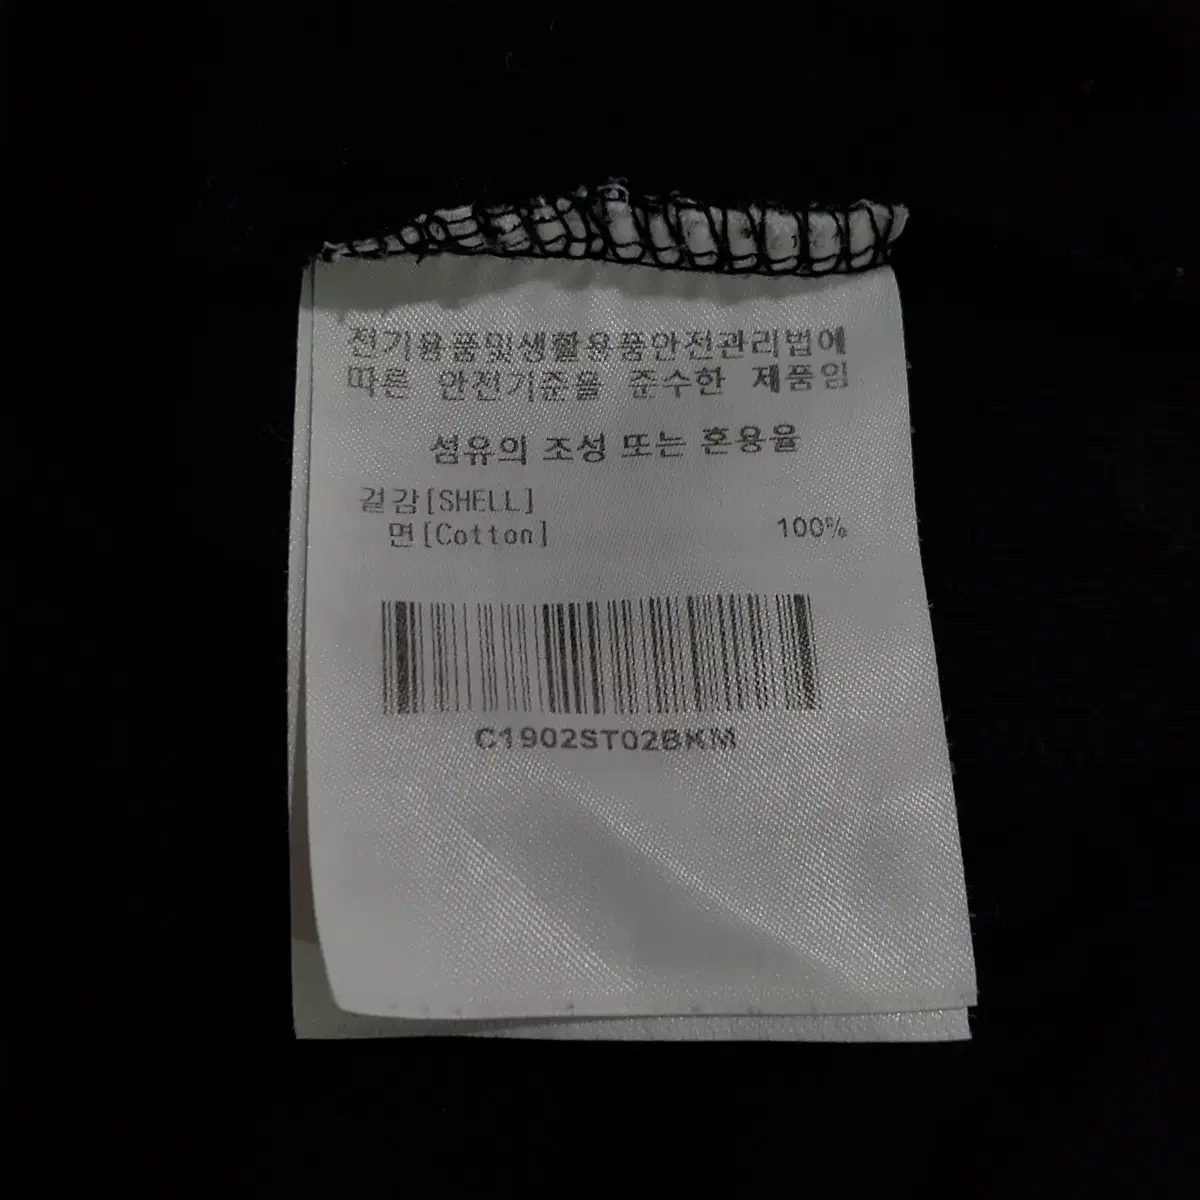 전기용품및생활용품안전관리법에
따른 안전기준을 준수한 제품임
섬유의 조성 또는 혼용율
겉감[SHELL]
면[Cotton] 100%
C1902ST02BKM